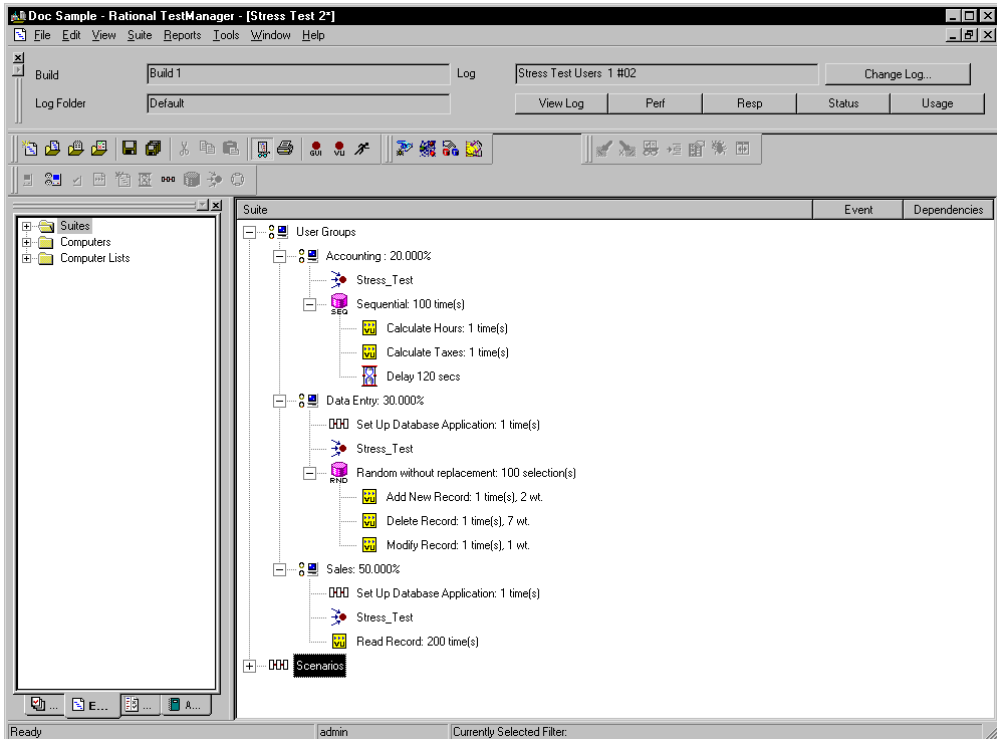 Doc Sample - Rational TestManager - [Stress Test 2*]
File Edit View Suite Reports Tools Window Help
Build Build 1 Log Stress Test Users 1 #02 Change Log...
Log Folder Default View Log Perf Resp Status Usage
GUI VU
Suites
Computers
Computer Lists
E... A...
Suite Event Dependencies
User Groups
Accounting : 20.000%
Stress_Test
SEQ Sequential: 100 time(s)
VU Calculate Hours: 1 time(s)
VU Calculate Taxes: 1 time(s)
Delay 120 secs
Data Entry: 30.000%
Set Up Database Application: 1 time(s)
Stress_Test
RND Random without replacement: 100 selection(s)
VU Add New Record: 1 time(s), 2 wt.
VU Delete Record: 1 time(s), 7 wt.
VU Modify Record: 1 time(s), 1 wt.
Sales: 50.000%
Set Up Database Application: 1 time(s)
Stress_Test
VU Read Record: 200 time(s)
Scenarios
Ready admin Currently Selected Filter: